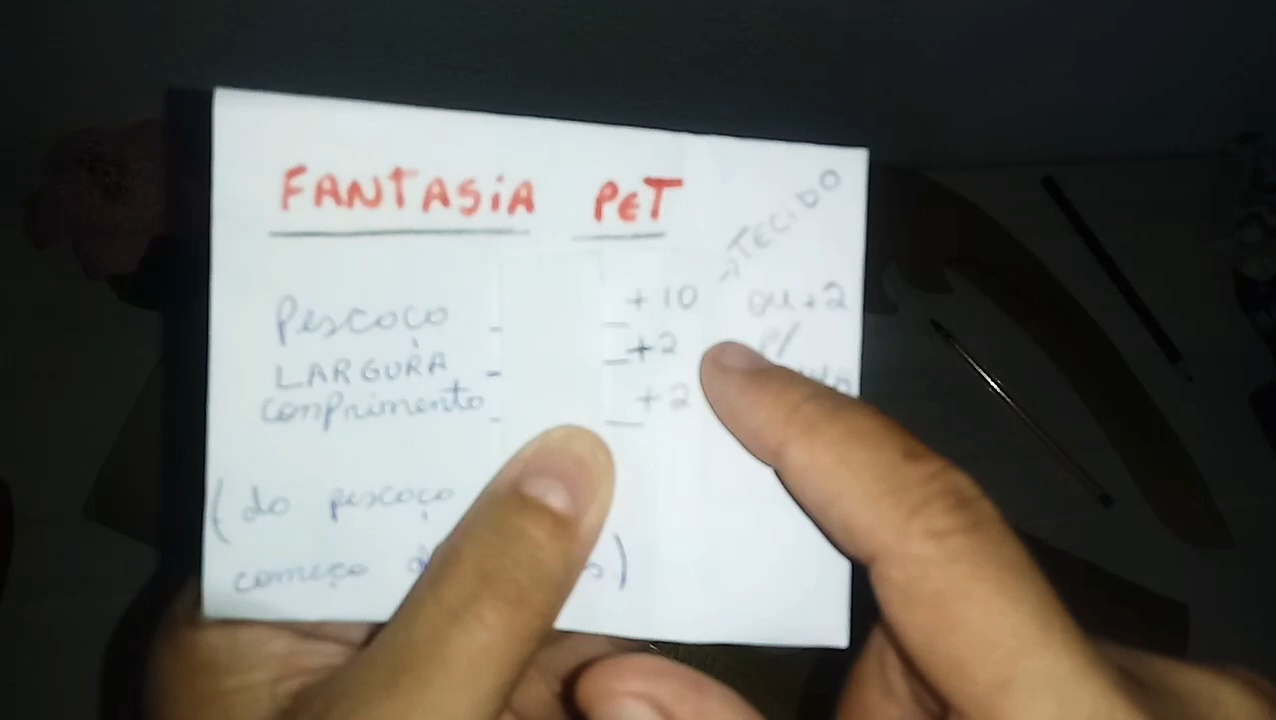 FANTASIA PET
→ TECIDO
Pescoço - _ +10 ou +2
LARGURA - _ +2 P/
comprimento - _ +2
(do pescoço
começo